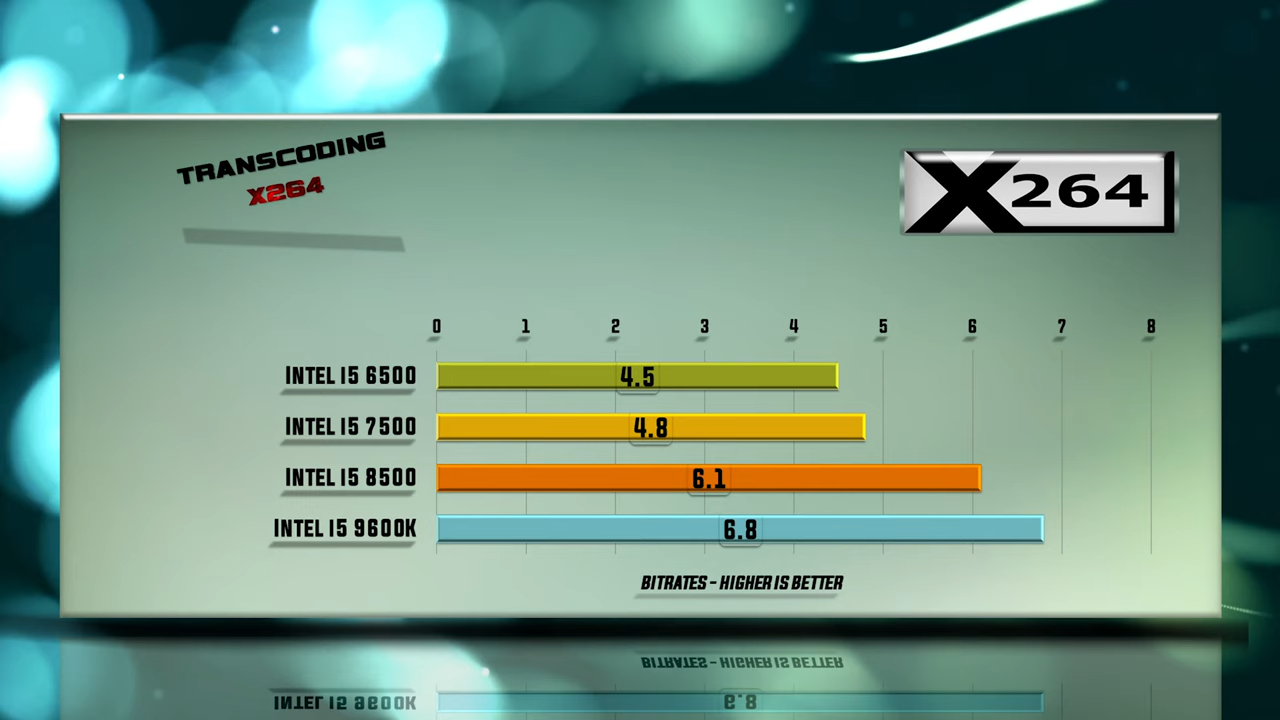 TRANSCODING
X264
X264
0 1 2 3 4 5 6 7 8
INTEL I5 6500 4.5
INTEL I5 7500 4.8
INTEL I5 8500 6.1
INTEL I5 9600K 6.8
BITRATES - HIGHER IS BETTER